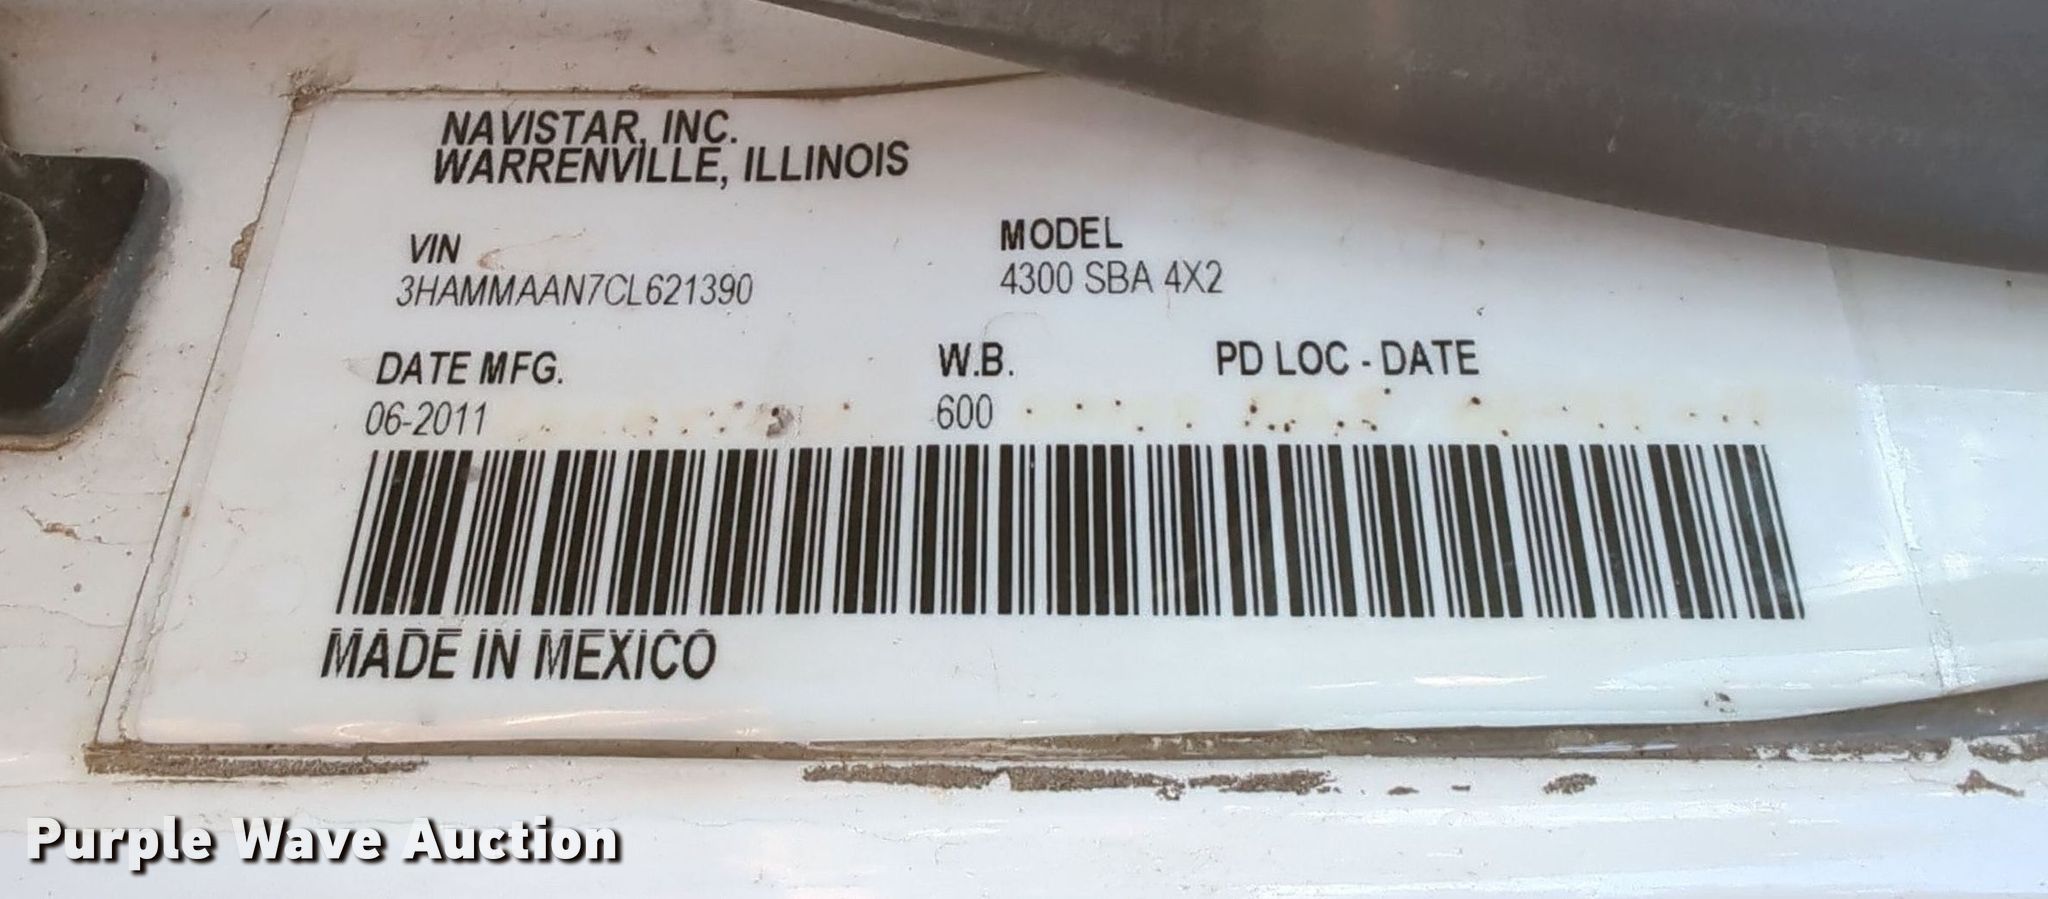 NAVISTAR, INC.
WARRENVILLE, ILLINOIS
VIN MODEL
3HAMMAAN7CL621390 4300 SBA 4X2
DATE MFG. W.B. PD LOC - DATE
06-2011 600
MADE IN MEXICO
Purple Wave Auction